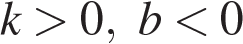 k > 0, b < 0